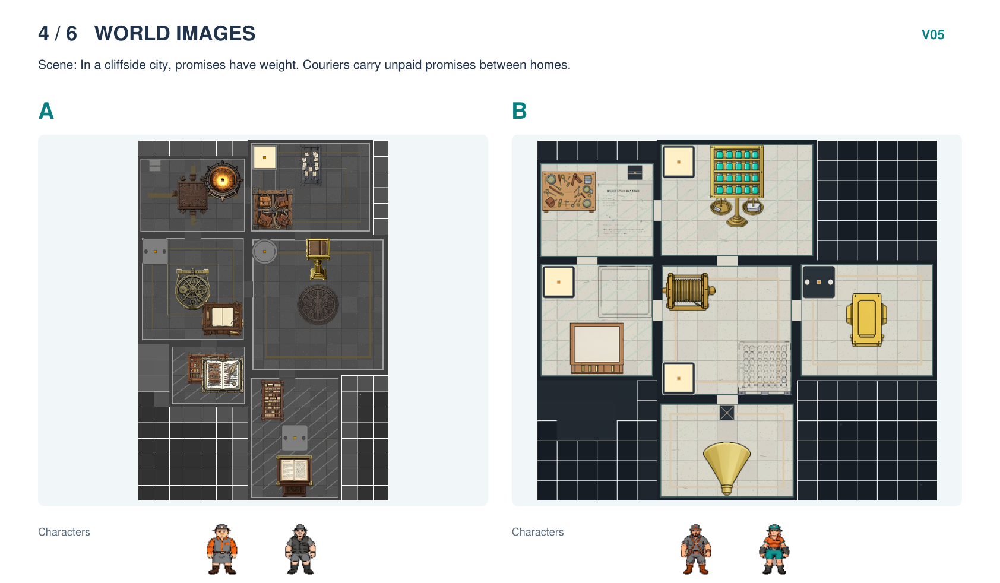 4 / 6 WORLD IMAGES
V05
Scene: In a cliffside city, promises have weight. Couriers carry unpaid promises between homes.
A
B
Characters
Characters